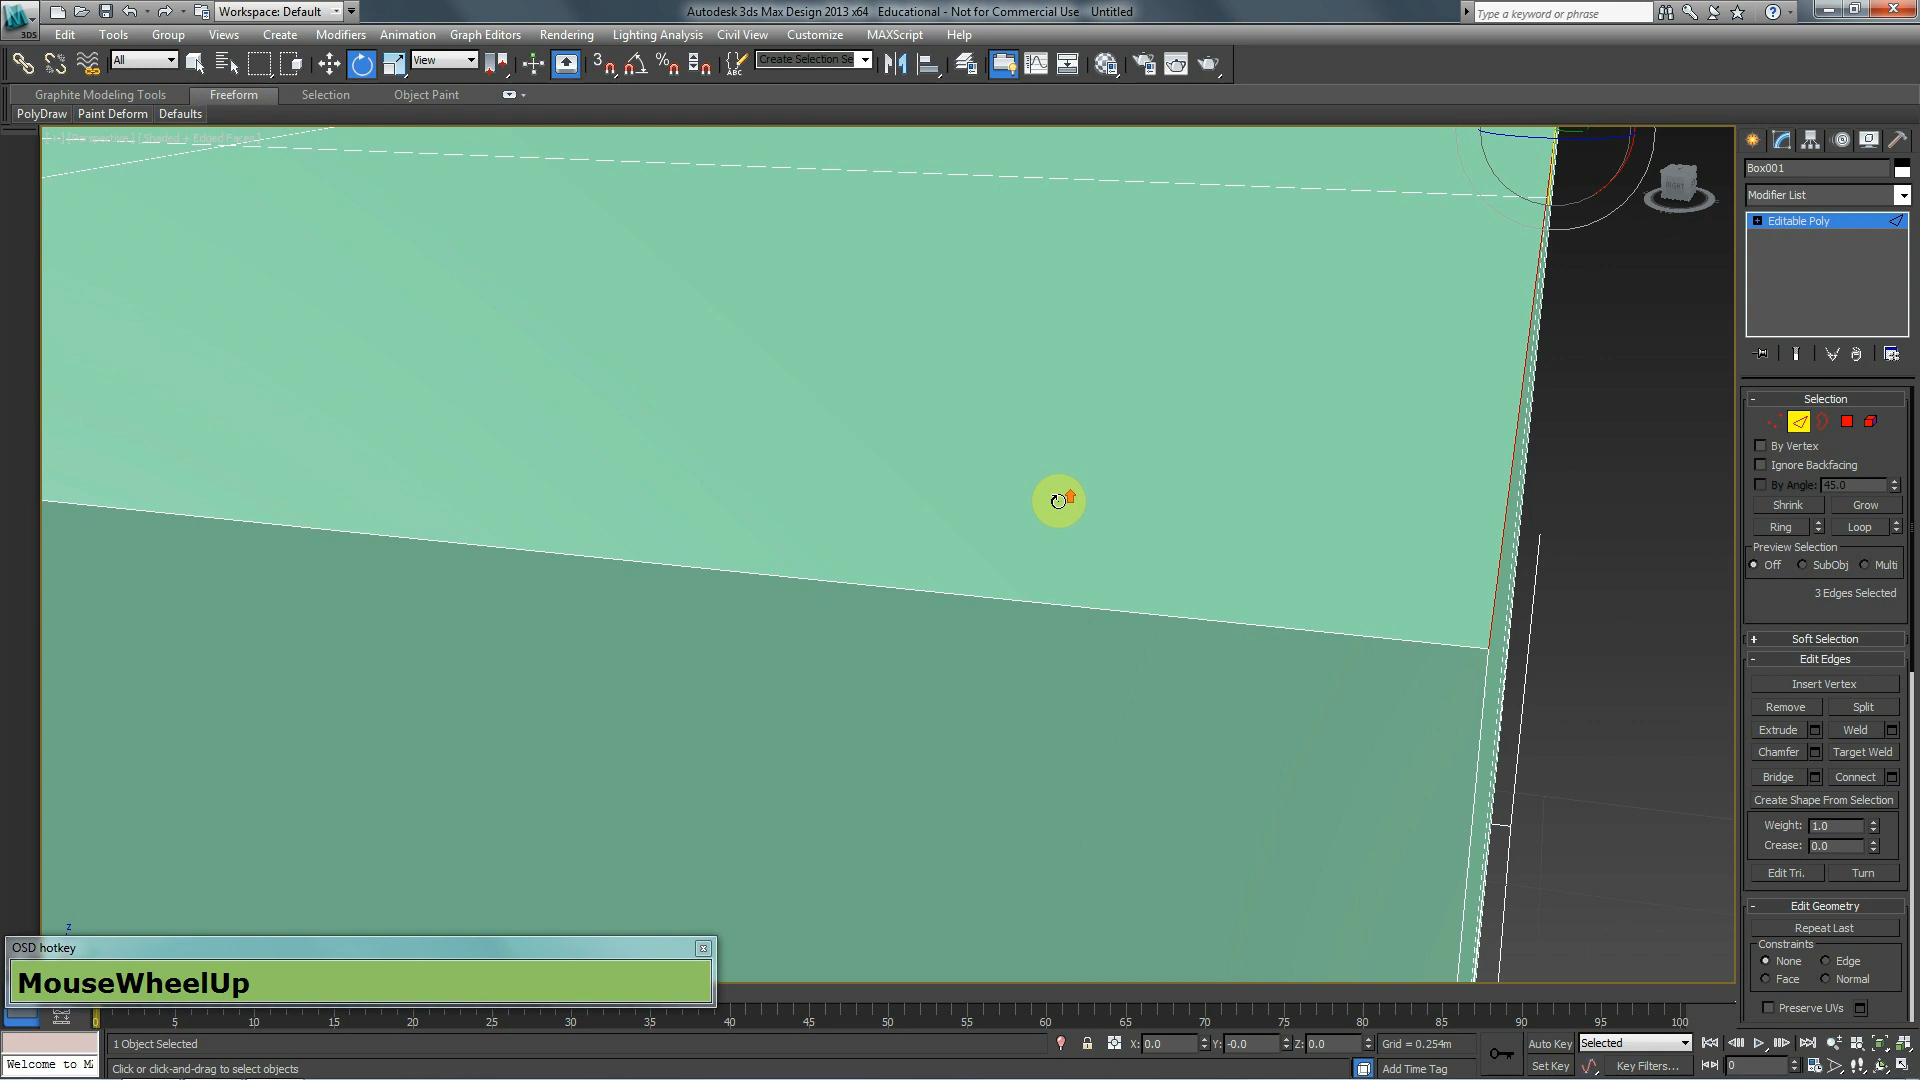 Workspace: Default
Autodesk 3ds Max Design 2013 x64   Educational - Not for Commercial Use   Untitled
Type a keyword or phrase
3DS
Edit Tools Group Views Create Modifiers Animation Graph Editors Rendering Lighting Analysis Civil View Customize MAXScript Help
All
View
3
ABC
Create Selection Se
Graphite Modeling Tools Freeform Selection Object Paint
PolyDraw Paint Deform Defaults
[+] [Perspective] [Shaded + Edged Faces]
RIGHT
Box001
Modifier List
Editable Poly
- Selection
By Vertex
Ignore Backfacing
By Angle: 45.0
Shrink Grow
Ring Loop
Preview Selection
Off SubObj Multi
3 Edges Selected
+ Soft Selection
- Edit Edges
Insert Vertex
Remove Split
Extrude Weld
Chamfer Target Weld
Bridge Connect
Create Shape From Selection
Weight: 1.0
Crease: 0.0
Edit Tri. Turn
- Edit Geometry
Repeat Last
Constraints
None Edge
Face Normal
Preserve UVs
z
OSD hotkey
MouseWheelUp
5 10 15 20 25 30 35 40 45 50 55 60 65 70 75 80 85 90 95 100
1 Object Selected
X: 0.0 Y: -0.0 Z: 0.0 Grid = 0.254m
Auto Key Selected
Welcome to M
Click or click-and-drag to select objects
Add Time Tag
Set Key Key Filters... 0